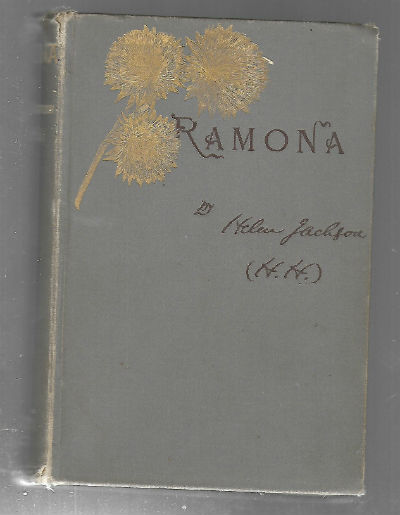 RAMONA
by
Helen Jackson
(H. H.)